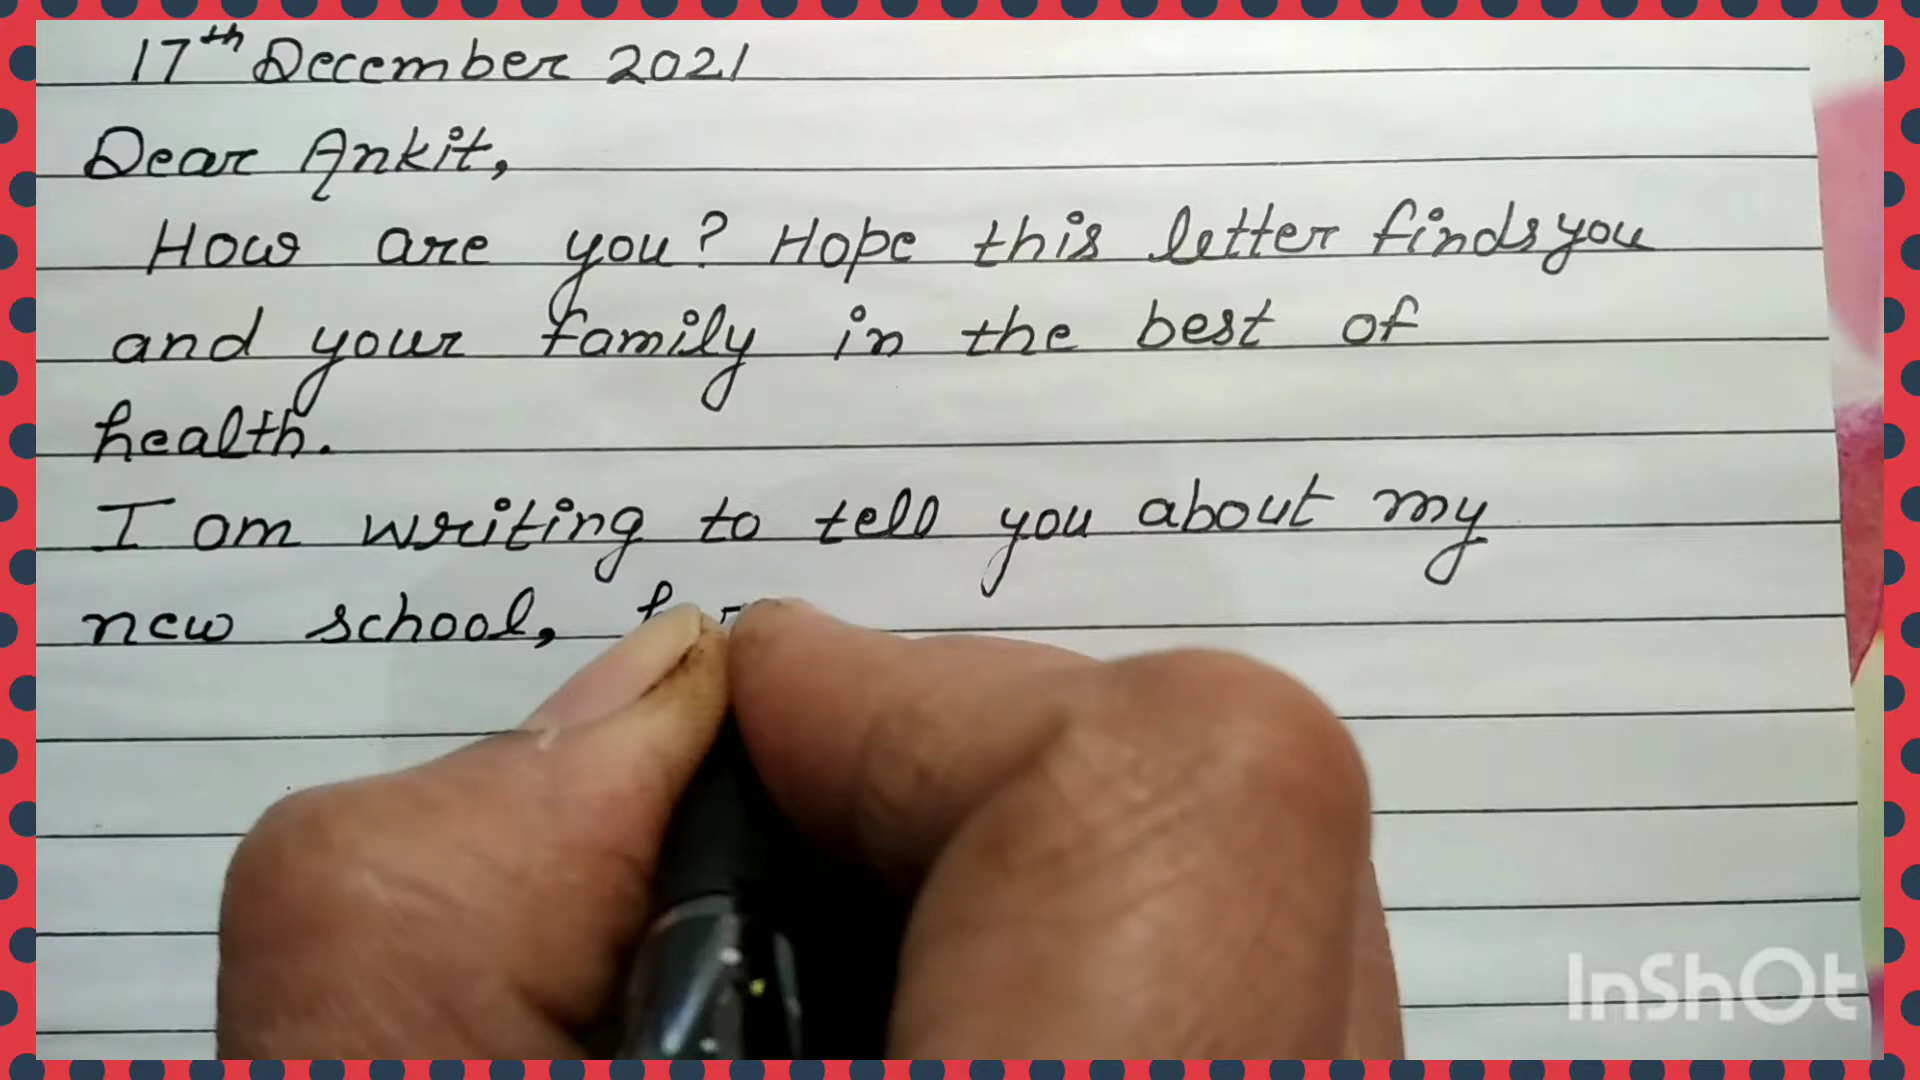 17th December 2021
Dear Ankit,
How are you? Hope this letter finds you
and your family in the best of
health.
I am writing to tell you about my
new school,
InShOt